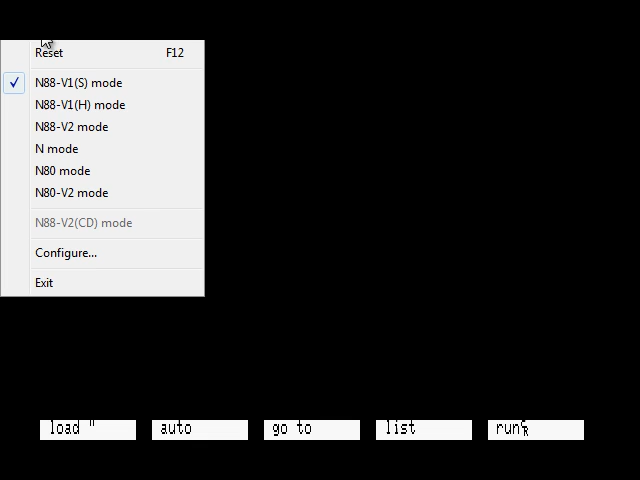 Reset F12
N88-V1(S) mode
N88-V1(H) mode
N88-V2 mode
N mode
N80 mode
N80-V2 mode
N88-V2(CD) mode
Configure...
Exit
load " auto go to list run␍